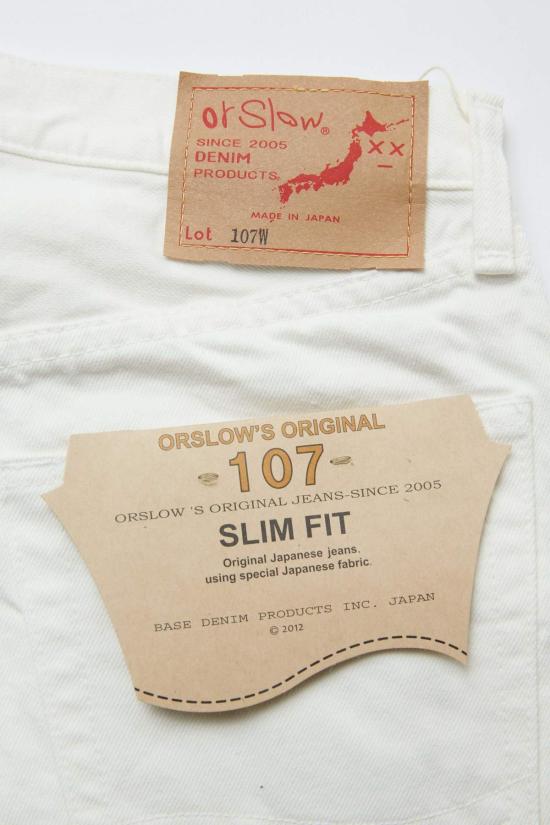 orSlow®
SINCE 2005
DENIM
PRODUCTS.
XX
MADE IN JAPAN
Lot 107W
ORSLOW'S ORIGINAL
107
ORSLOW 'S ORIGINAL JEANS-SINCE 2005
SLIM FIT
Original Japanese jeans.
using special Japanese fabric.
BASE DENIM PRODUCTS INC. JAPAN
© 2012